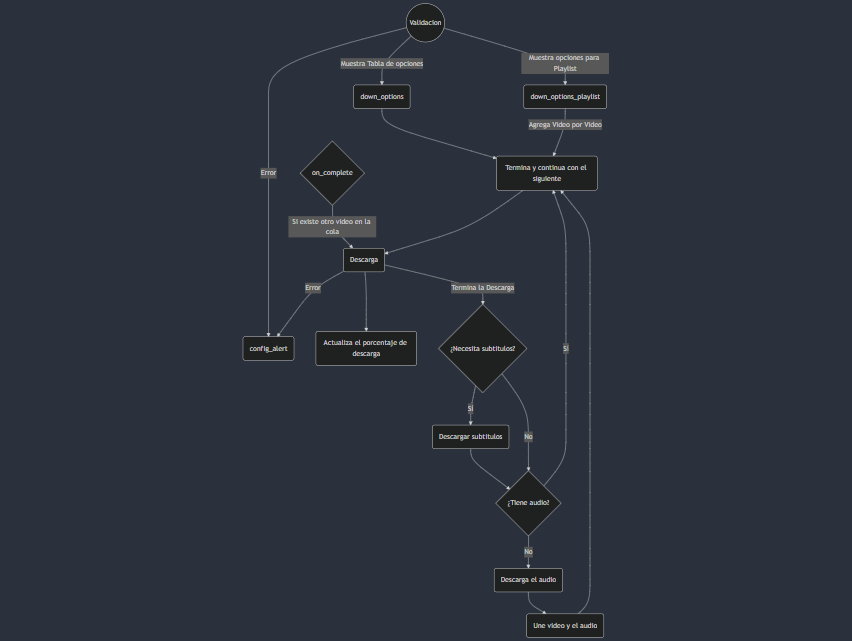 Validacion
Muestra Tabla de opciones
Muestra opciones para
Playlist
down_options
down_options_playlist
Agrega Video por Video
Error
on_complete
Termina y continua con el
siguiente
Si existe otro video en la
cola
Descarga
Error
Termina la Descarga
config_alert
Actualiza el porcentaje de
descarga
¿Necesita subtitulos?
Si
Si
Descargar subtitulos
No
¿Tiene audio?
No
Descarga el audio
Une video y el audio